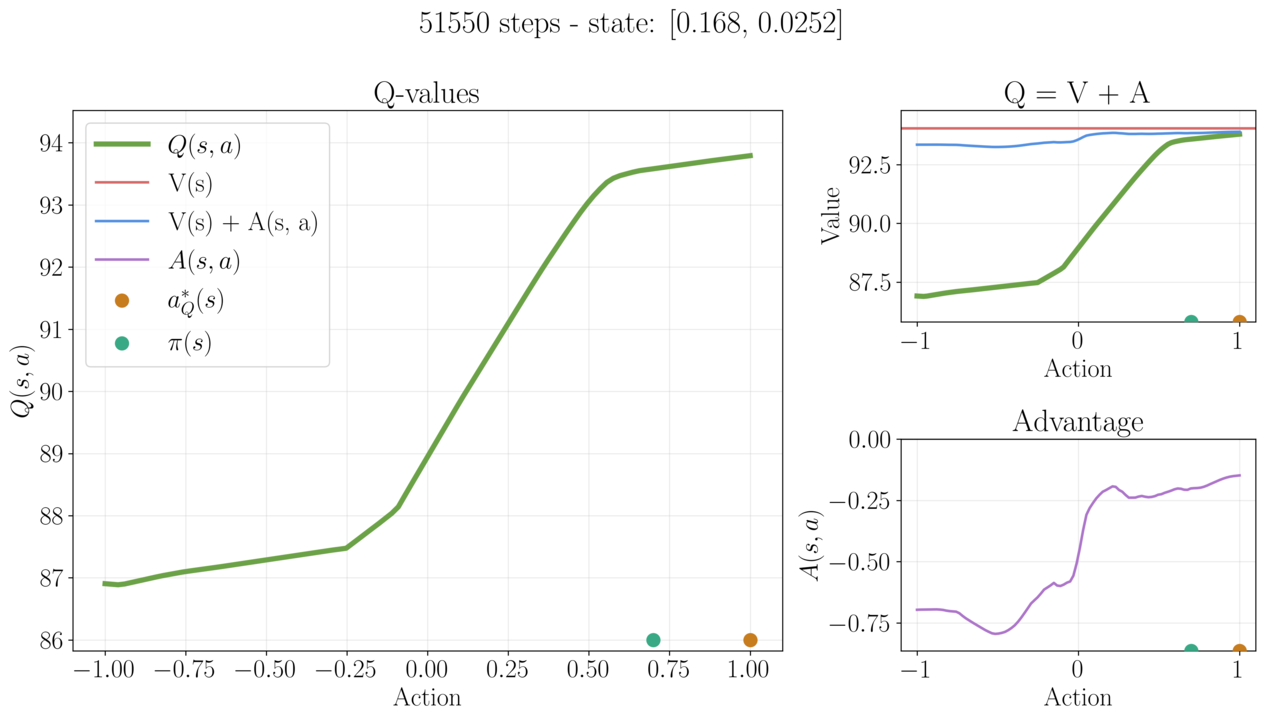 51550 steps - state: [0.168, 0.0252]
Q-values
Q(s, a)
V(s)
V(s) + A(s, a)
A(s, a)
a*Q(s)
π(s)
94
93
92
91
90
89
88
87
86
Q(s, a)
−1.00 −0.75 −0.50 −0.25 0.00 0.25 0.50 0.75 1.00
Action
Q = V + A
92.5
90.0
87.5
Value
−1 0 1
Action
Advantage
0.00
−0.25
−0.50
−0.75
A(s, a)
−1 0 1
Action